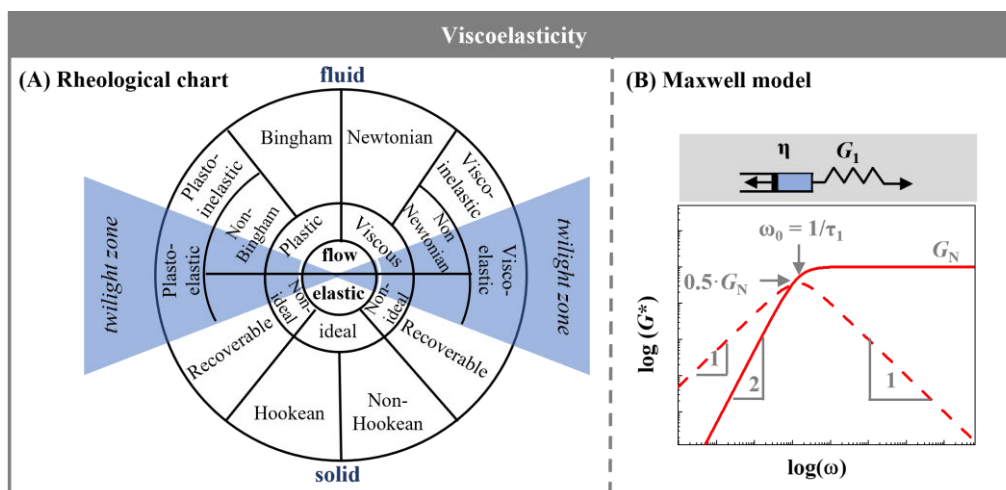 Viscoelasticity
(A) Rheological chart
fluid
Bingham
Newtonian
Plasto-
inelastic
Visco-
inelastic
Non-
Bingham
Plastic
Viscous
Non
Newtonian
twilight zone
Plasto-
elastic
flow
Visco-
elastic
twilight zone
elastic
Non-
ideal
ideal
Non-
ideal
Recoverable
Recoverable
Hookean
Non-
Hookean
solid
(B) Maxwell model
η
G₁
ω₀ = 1/τ₁
G_N
0.5·G_N
log (G*)
1
2
1
log(ω)